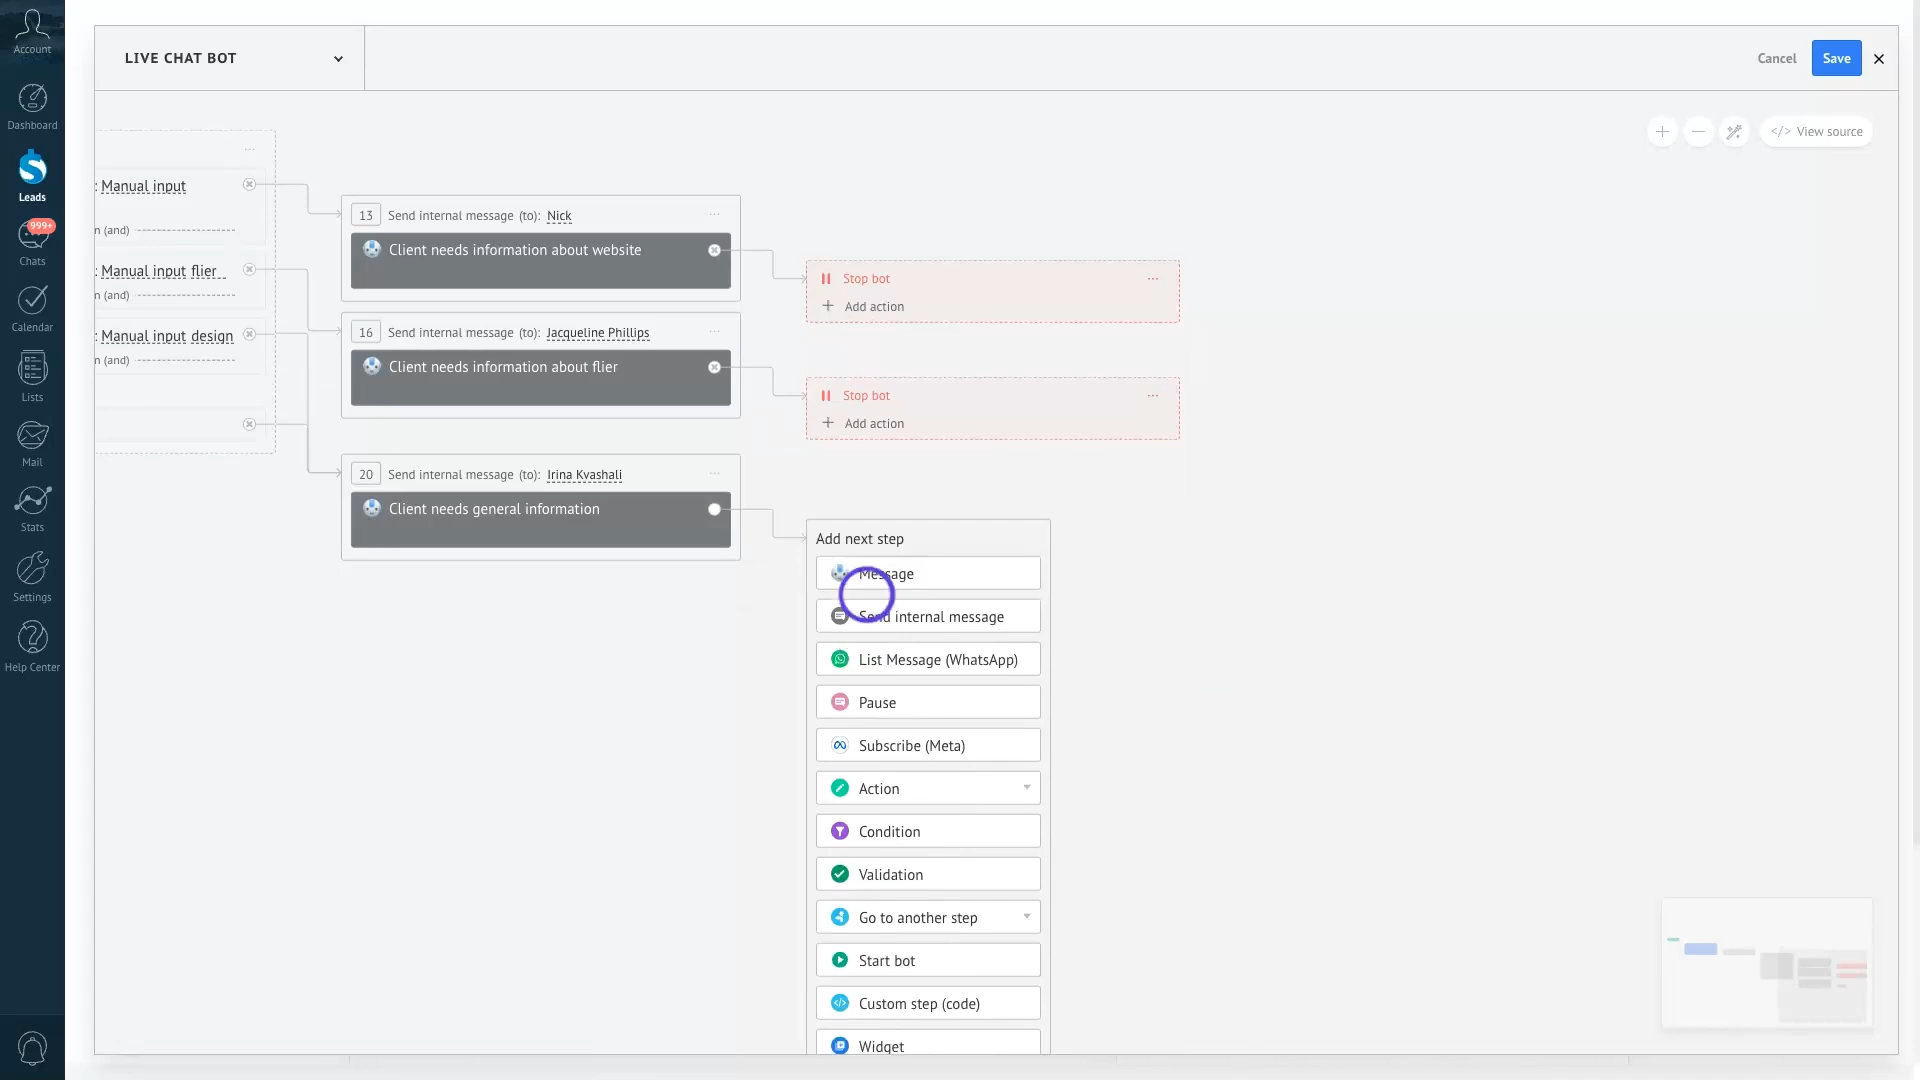 Account
Dashboard
Leads
999+
Chats
Calendar
Lists
Mail
Stats
Settings
Help Center
LIVE CHAT BOT
Cancel
Save
</> View source
: Manual input
n (and)
: Manual input flier
n (and)
: Manual input design
n (and)
13 Send internal message (to): Nick
Client needs information about website
Stop bot
+ Add action
16 Send internal message (to): Jacqueline Phillips
Client needs information about flier
Stop bot
+ Add action
20 Send internal message (to): Irina Kvashali
Client needs general information
Add next step
Message
Send internal message
List Message (WhatsApp)
Pause
Subscribe (Meta)
Action
Condition
Validation
Go to another step
Start bot
Custom step (code)
Widget